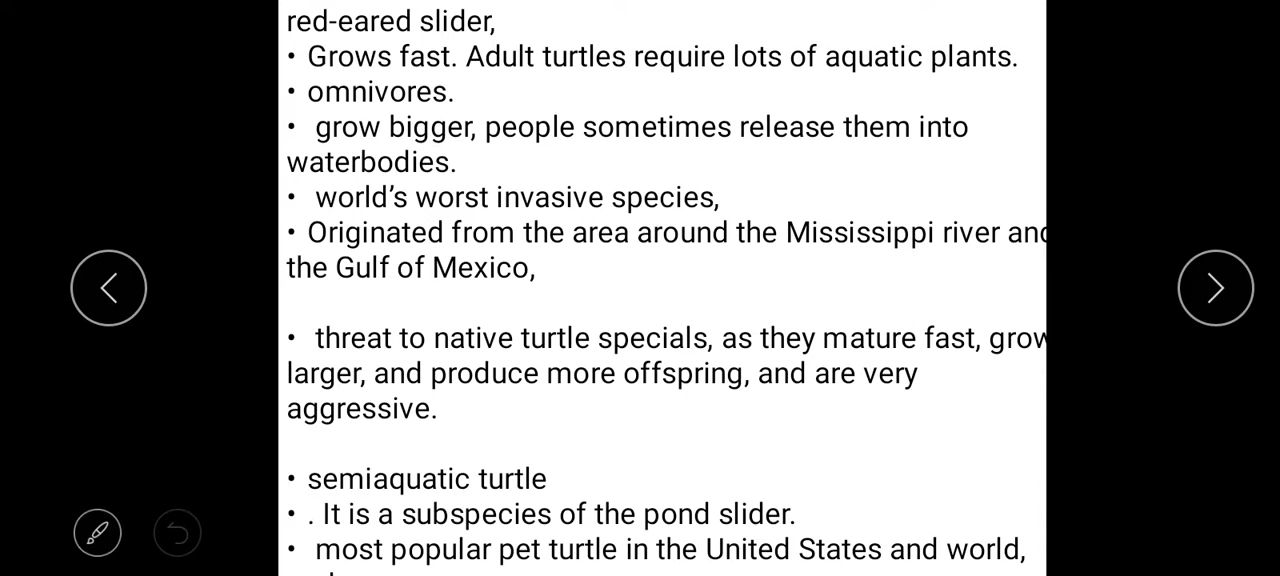 red-eared slider,
• Grows fast. Adult turtles require lots of aquatic plants.
• omnivores.
• grow bigger, people sometimes release them into
waterbodies.
• world's worst invasive species,
• Originated from the area around the Mississippi river and
the Gulf of Mexico,
• threat to native turtle specials, as they mature fast, grow
larger, and produce more offspring, and are very
aggressive.
• semiaquatic turtle
• . It is a subspecies of the pond slider.
• most popular pet turtle in the United States and world,